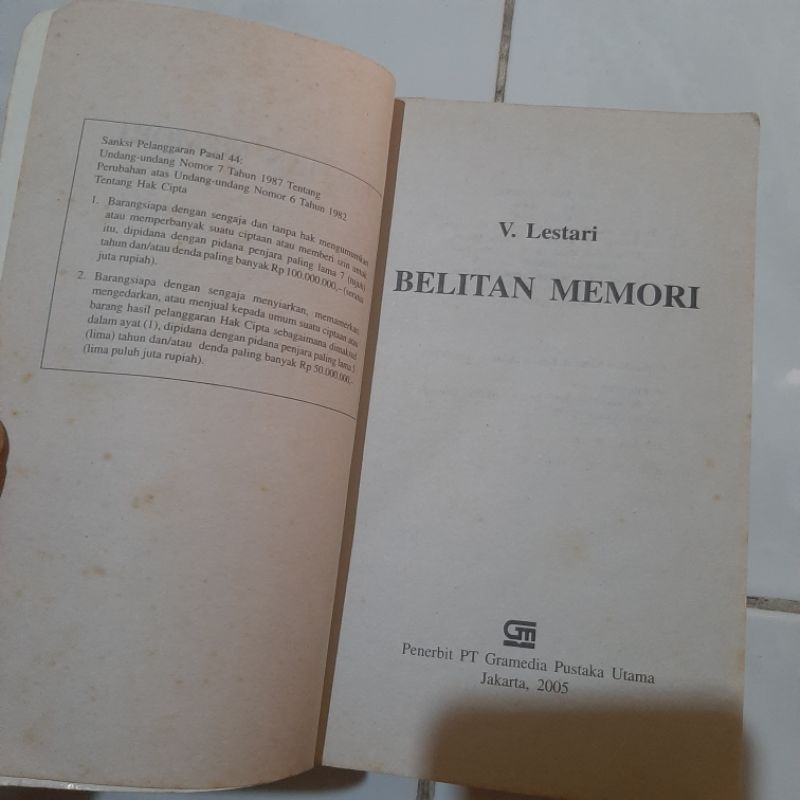 Sanksi Pelanggaran Pasal 44:
Undang-undang Nomor 7 Tahun 1987 Tentang
Perubahan atas Undang-undang Nomor 6 Tahun 1982
Tentang Hak Cipta
1. Barangsiapa dengan sengaja dan tanpa hak mengumumkan
atau memperbanyak suatu ciptaan atau memberi izin untuk
itu, dipidana dengan pidana penjara paling lama 7 (tujuh)
tahun dan/atau denda paling banyak Rp 100.000.000,- (seratus
juta rupiah).
2. Barangsiapa dengan sengaja menyiarkan, memamerkan,
mengedarkan, atau menjual kepada umum suatu ciptaan atau
barang hasil pelanggaran Hak Cipta sebagaimana dimaksud
dalam ayat (1), dipidana dengan pidana penjara paling lama 5
(lima) tahun dan/atau denda paling banyak Rp 50.000.000,-
(lima puluh juta rupiah).
V. Lestari
BELITAN MEMORI
GM
Penerbit PT Gramedia Pustaka Utama
Jakarta, 2005